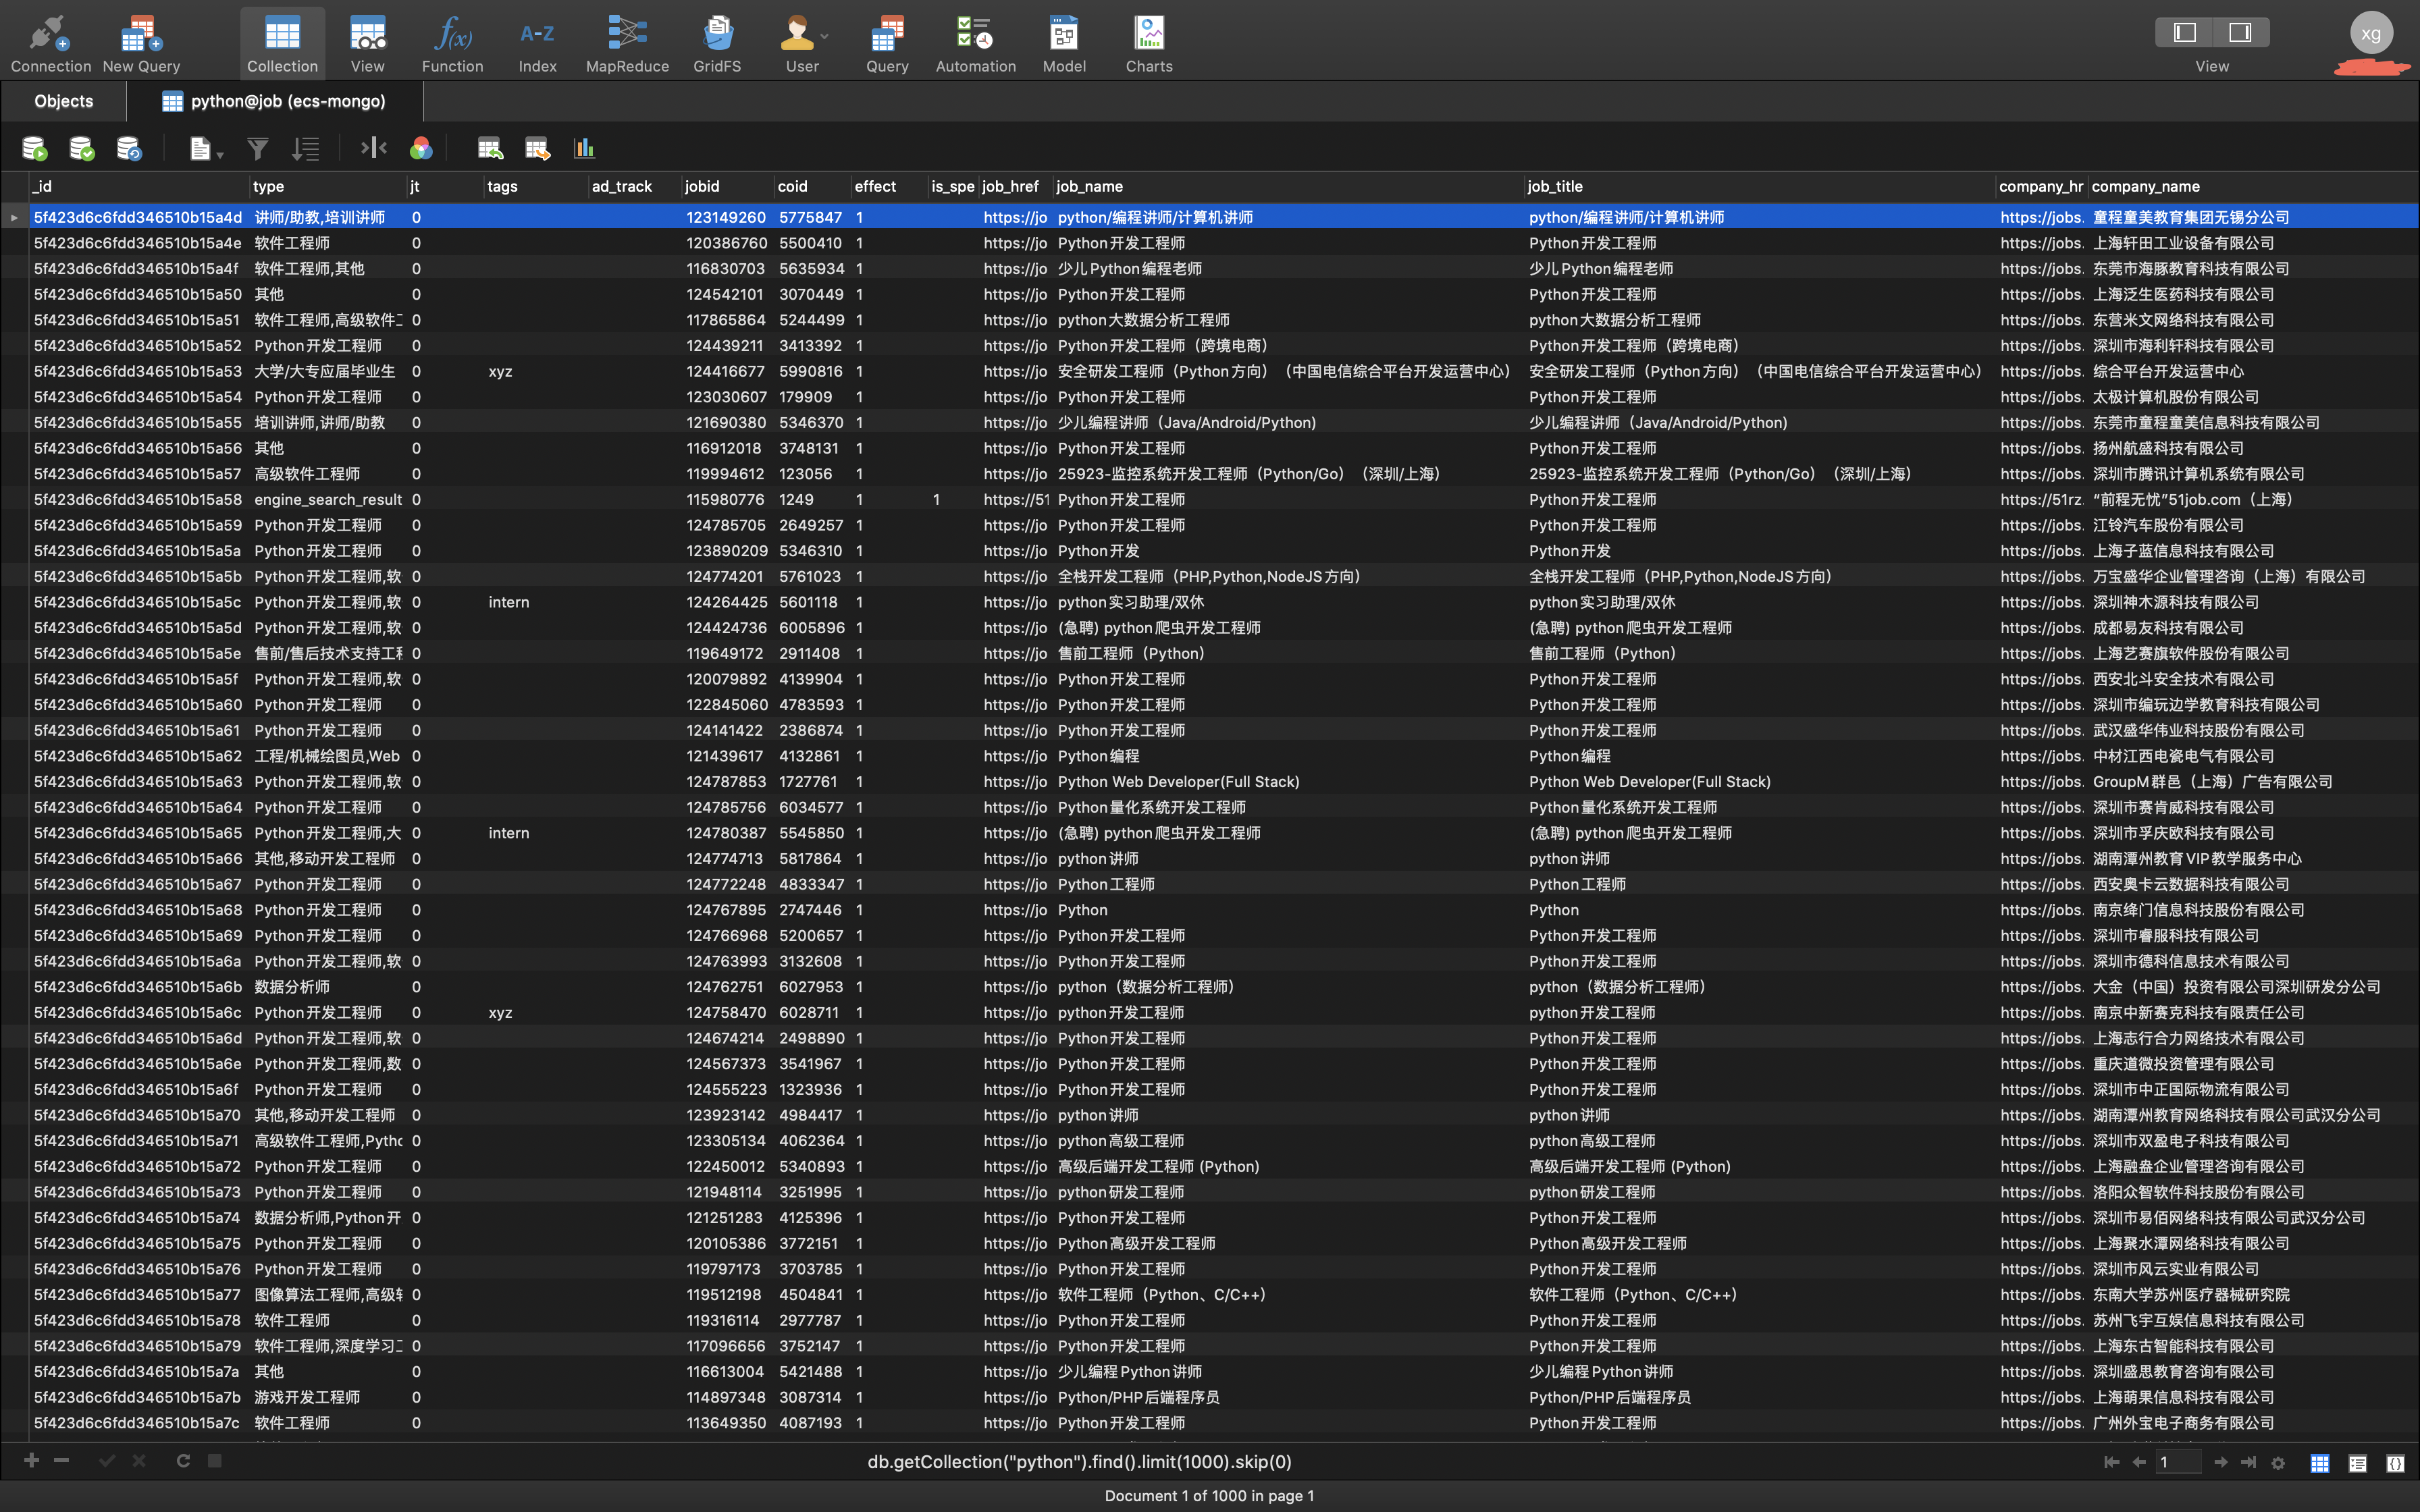 Connection New Query Collection View Function Index MapReduce GridFS User Query Automation Model Charts View
f(x) A-Z xg
Objects python@job (ecs-mongo)
_id type jt tags ad_track jobid coid effect is_spe job_href job_name job_title company_hr company_name
5f423d6c6fdd346510b15a4d 讲师/助教,培训讲师 0 123149260 5775847 1 https://jo python/编程讲师/计算机讲师 python/编程讲师/计算机讲师 https://jobs. 童程童美教育集团无锡分公司
5f423d6c6fdd346510b15a4e 软件工程师 0 120386760 5500410 1 https://jo Python开发工程师 Python开发工程师 https://jobs. 上海轩田工业设备有限公司
5f423d6c6fdd346510b15a4f 软件工程师,其他 0 116830703 5635934 1 https://jo 少儿Python编程老师 少儿Python编程老师 https://jobs. 东莞市海豚教育科技有限公司
5f423d6c6fdd346510b15a50 其他 0 124542101 3070449 1 https://jo Python开发工程师 Python开发工程师 https://jobs. 上海泛生医药科技有限公司
5f423d6c6fdd346510b15a51 软件工程师,高级软件工 0 117865864 5244499 1 https://jo python大数据分析工程师 python大数据分析工程师 https://jobs. 东营米文网络科技有限公司
5f423d6c6fdd346510b15a52 Python开发工程师 0 124439211 3413392 1 https://jo Python开发工程师（跨境电商） Python开发工程师（跨境电商） https://jobs. 深圳市海利轩科技有限公司
5f423d6c6fdd346510b15a53 大学/大专应届毕业生 0 xyz 124416677 5990816 1 https://jo 安全研发工程师（Python方向）（中国电信综合平台开发运营中心） 安全研发工程师（Python方向）（中国电信综合平台开发运营中心） https://jobs. 综合平台开发运营中心
5f423d6c6fdd346510b15a54 Python开发工程师 0 123030607 179909 1 https://jo Python开发工程师 Python开发工程师 https://jobs. 太极计算机股份有限公司
5f423d6c6fdd346510b15a55 培训讲师,讲师/助教 0 121690380 5346370 1 https://jo 少儿编程讲师（Java/Android/Python) 少儿编程讲师（Java/Android/Python) https://jobs. 东莞市童程童美信息科技有限公司
5f423d6c6fdd346510b15a56 其他 0 116912018 3748131 1 https://jo Python开发工程师 Python开发工程师 https://jobs. 扬州航盛科技有限公司
5f423d6c6fdd346510b15a57 高级软件工程师 0 119994612 123056 1 https://jo 25923-监控系统开发工程师（Python/Go）（深圳/上海） 25923-监控系统开发工程师（Python/Go）（深圳/上海） https://jobs. 深圳市腾讯计算机系统有限公司
5f423d6c6fdd346510b15a58 engine_search_result 0 115980776 1249 1 1 https://51 Python开发工程师 Python开发工程师 https://51rz. “前程无忧”51job.com（上海）
5f423d6c6fdd346510b15a59 Python开发工程师 0 124785705 2649257 1 https://jo Python开发工程师 Python开发工程师 https://jobs. 江铃汽车股份有限公司
5f423d6c6fdd346510b15a5a Python开发工程师 0 123890209 5346310 1 https://jo Python开发 Python开发 https://jobs. 上海子蓝信息科技有限公司
5f423d6c6fdd346510b15a5b Python开发工程师,软 0 124774201 5761023 1 https://jo 全栈开发工程师（PHP,Python,NodeJS方向） 全栈开发工程师（PHP,Python,NodeJS方向） https://jobs. 万宝盛华企业管理咨询（上海）有限公司
5f423d6c6fdd346510b15a5c Python开发工程师,软 0 intern 124264425 5601118 1 https://jo python实习助理/双休 python实习助理/双休 https://jobs. 深圳神木源科技有限公司
5f423d6c6fdd346510b15a5d Python开发工程师,软 0 124424736 6005896 1 https://jo (急聘) python爬虫开发工程师 (急聘) python爬虫开发工程师 https://jobs. 成都易友科技有限公司
5f423d6c6fdd346510b15a5e 售前/售后技术支持工程 0 119649172 2911408 1 https://jo 售前工程师（Python） 售前工程师（Python） https://jobs. 上海艺赛旗软件股份有限公司
5f423d6c6fdd346510b15a5f Python开发工程师,软 0 120079892 4139904 1 https://jo Python开发工程师 Python开发工程师 https://jobs. 西安北斗安全技术有限公司
5f423d6c6fdd346510b15a60 Python开发工程师 0 122845060 4783593 1 https://jo Python开发工程师 Python开发工程师 https://jobs. 深圳市编玩边学教育科技有限公司
5f423d6c6fdd346510b15a61 Python开发工程师 0 124141422 2386874 1 https://jo Python开发工程师 Python开发工程师 https://jobs. 武汉盛华伟业科技股份有限公司
5f423d6c6fdd346510b15a62 工程/机械绘图员,Web 0 121439617 4132861 1 https://jo Python编程 Python编程 https://jobs. 中材江西电瓷电气有限公司
5f423d6c6fdd346510b15a63 Python开发工程师,软 0 124787853 1727761 1 https://jo Python Web Developer(Full Stack) Python Web Developer(Full Stack) https://jobs. GroupM群邑（上海）广告有限公司
5f423d6c6fdd346510b15a64 Python开发工程师 0 124785756 6034577 1 https://jo Python量化系统开发工程师 Python量化系统开发工程师 https://jobs. 深圳市赛肯威科技有限公司
5f423d6c6fdd346510b15a65 Python开发工程师,大 0 intern 124780387 5545850 1 https://jo (急聘) python爬虫开发工程师 (急聘) python爬虫开发工程师 https://jobs. 深圳市孚庆欧科技有限公司
5f423d6c6fdd346510b15a66 其他,移动开发工程师 0 124774713 5817864 1 https://jo python讲师 python讲师 https://jobs. 湖南潭州教育VIP教学服务中心
5f423d6c6fdd346510b15a67 Python开发工程师 0 124772248 4833347 1 https://jo Python工程师 Python工程师 https://jobs. 西安奥卡云数据科技有限公司
5f423d6c6fdd346510b15a68 Python开发工程师 0 124767895 2747446 1 https://jo Python Python https://jobs. 南京绛门信息科技股份有限公司
5f423d6c6fdd346510b15a69 Python开发工程师 0 124766968 5200657 1 https://jo Python开发工程师 Python开发工程师 https://jobs. 深圳市睿服科技有限公司
5f423d6c6fdd346510b15a6a Python开发工程师,软 0 124763993 3132608 1 https://jo Python开发工程师 Python开发工程师 https://jobs. 深圳市德科信息技术有限公司
5f423d6c6fdd346510b15a6b 数据分析师 0 124762751 6027953 1 https://jo python（数据分析工程师） python（数据分析工程师） https://jobs. 大金（中国）投资有限公司深圳研发分公司
5f423d6c6fdd346510b15a6c Python开发工程师 0 xyz 124758470 6028711 1 https://jo python开发工程师 python开发工程师 https://jobs. 南京中新赛克科技有限责任公司
5f423d6c6fdd346510b15a6d Python开发工程师,软 0 124674214 2498890 1 https://jo Python开发工程师 Python开发工程师 https://jobs. 上海志行合力网络技术有限公司
5f423d6c6fdd346510b15a6e Python开发工程师,数 0 124567373 3541967 1 https://jo Python开发工程师 Python开发工程师 https://jobs. 重庆道微投资管理有限公司
5f423d6c6fdd346510b15a6f Python开发工程师 0 124555223 1323936 1 https://jo Python开发工程师 Python开发工程师 https://jobs. 深圳市中正国际物流有限公司
5f423d6c6fdd346510b15a70 其他,移动开发工程师 0 123923142 4984417 1 https://jo python讲师 python讲师 https://jobs. 湖南潭州教育网络科技有限公司武汉分公司
5f423d6c6fdd346510b15a71 高级软件工程师,Pytho 0 123305134 4062364 1 https://jo python高级工程师 python高级工程师 https://jobs. 深圳市双盈电子科技有限公司
5f423d6c6fdd346510b15a72 Python开发工程师 0 122450012 5340893 1 https://jo 高级后端开发工程师 (Python) 高级后端开发工程师 (Python) https://jobs. 上海融盎企业管理咨询有限公司
5f423d6c6fdd346510b15a73 Python开发工程师 0 121948114 3251995 1 https://jo python研发工程师 python研发工程师 https://jobs. 洛阳众智软件科技股份有限公司
5f423d6c6fdd346510b15a74 数据分析师,Python开 0 121251283 4125396 1 https://jo Python开发工程师 Python开发工程师 https://jobs. 深圳市易佰网络科技有限公司武汉分公司
5f423d6c6fdd346510b15a75 Python开发工程师 0 120105386 3772151 1 https://jo Python高级开发工程师 Python高级开发工程师 https://jobs. 上海聚水潭网络科技有限公司
5f423d6c6fdd346510b15a76 Python开发工程师 0 119797173 3703785 1 https://jo Python开发工程师 Python开发工程师 https://jobs. 深圳市风云实业有限公司
5f423d6c6fdd346510b15a77 图像算法工程师,高级软 0 119512198 4504841 1 https://jo 软件工程师（Python、C/C++） 软件工程师（Python、C/C++） https://jobs. 东南大学苏州医疗器械研究院
5f423d6c6fdd346510b15a78 软件工程师 0 119316114 2977787 1 https://jo Python开发工程师 Python开发工程师 https://jobs. 苏州飞宇互娱信息科技有限公司
5f423d6c6fdd346510b15a79 软件工程师,深度学习工 0 117096656 3752147 1 https://jo Python开发工程师 Python开发工程师 https://jobs. 上海东古智能科技有限公司
5f423d6c6fdd346510b15a7a 其他 0 116613004 5421488 1 https://jo 少儿编程Python讲师 少儿编程Python讲师 https://jobs. 深圳盛思教育咨询有限公司
5f423d6c6fdd346510b15a7b 游戏开发工程师 0 114897348 3087314 1 https://jo Python/PHP后端程序员 Python/PHP后端程序员 https://jobs. 上海萌果信息科技有限公司
5f423d6c6fdd346510b15a7c 软件工程师 0 113649350 4087193 1 https://jo Python开发工程师 Python开发工程师 https://jobs. 广州外宝电子商务有限公司
db.getCollection("python").find().limit(1000).skip(0) 1
Document 1 of 1000 in page 1